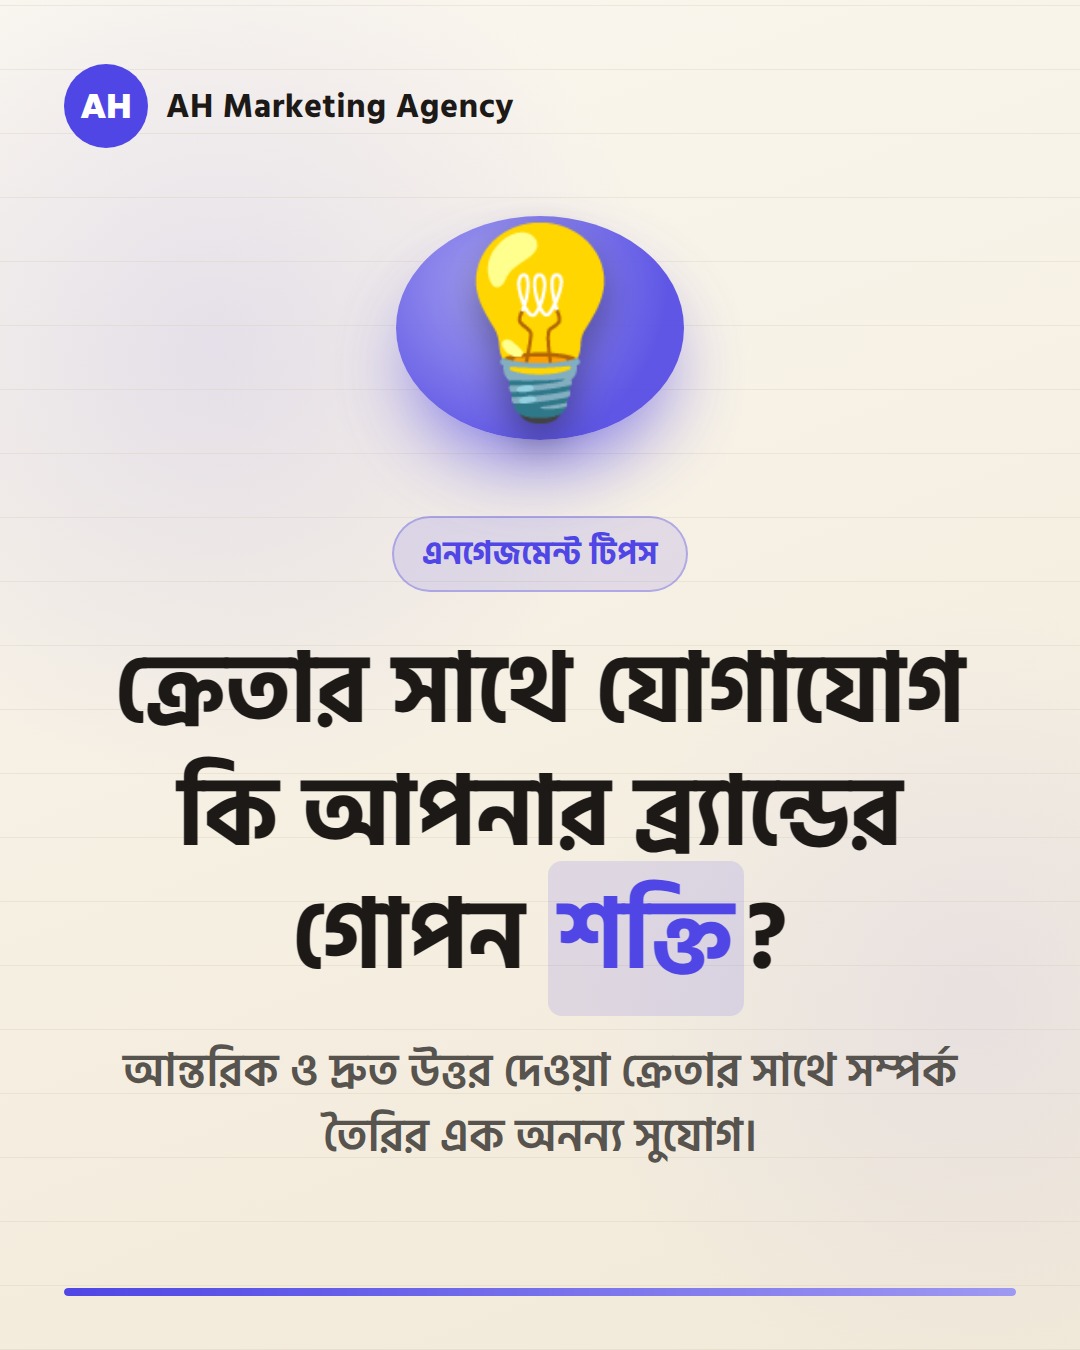 AH
AH Marketing Agency
এনগেজমেন্ট টিপস
ক্রেতার সাথে যোগাযোগ
কি আপনার ব্র্যান্ডের
গোপন শক্তি?
আন্তরিক ও দ্রুত উত্তর দেওয়া ক্রেতার সাথে সম্পর্ক
তৈরির এক অনন্য সুযোগ।